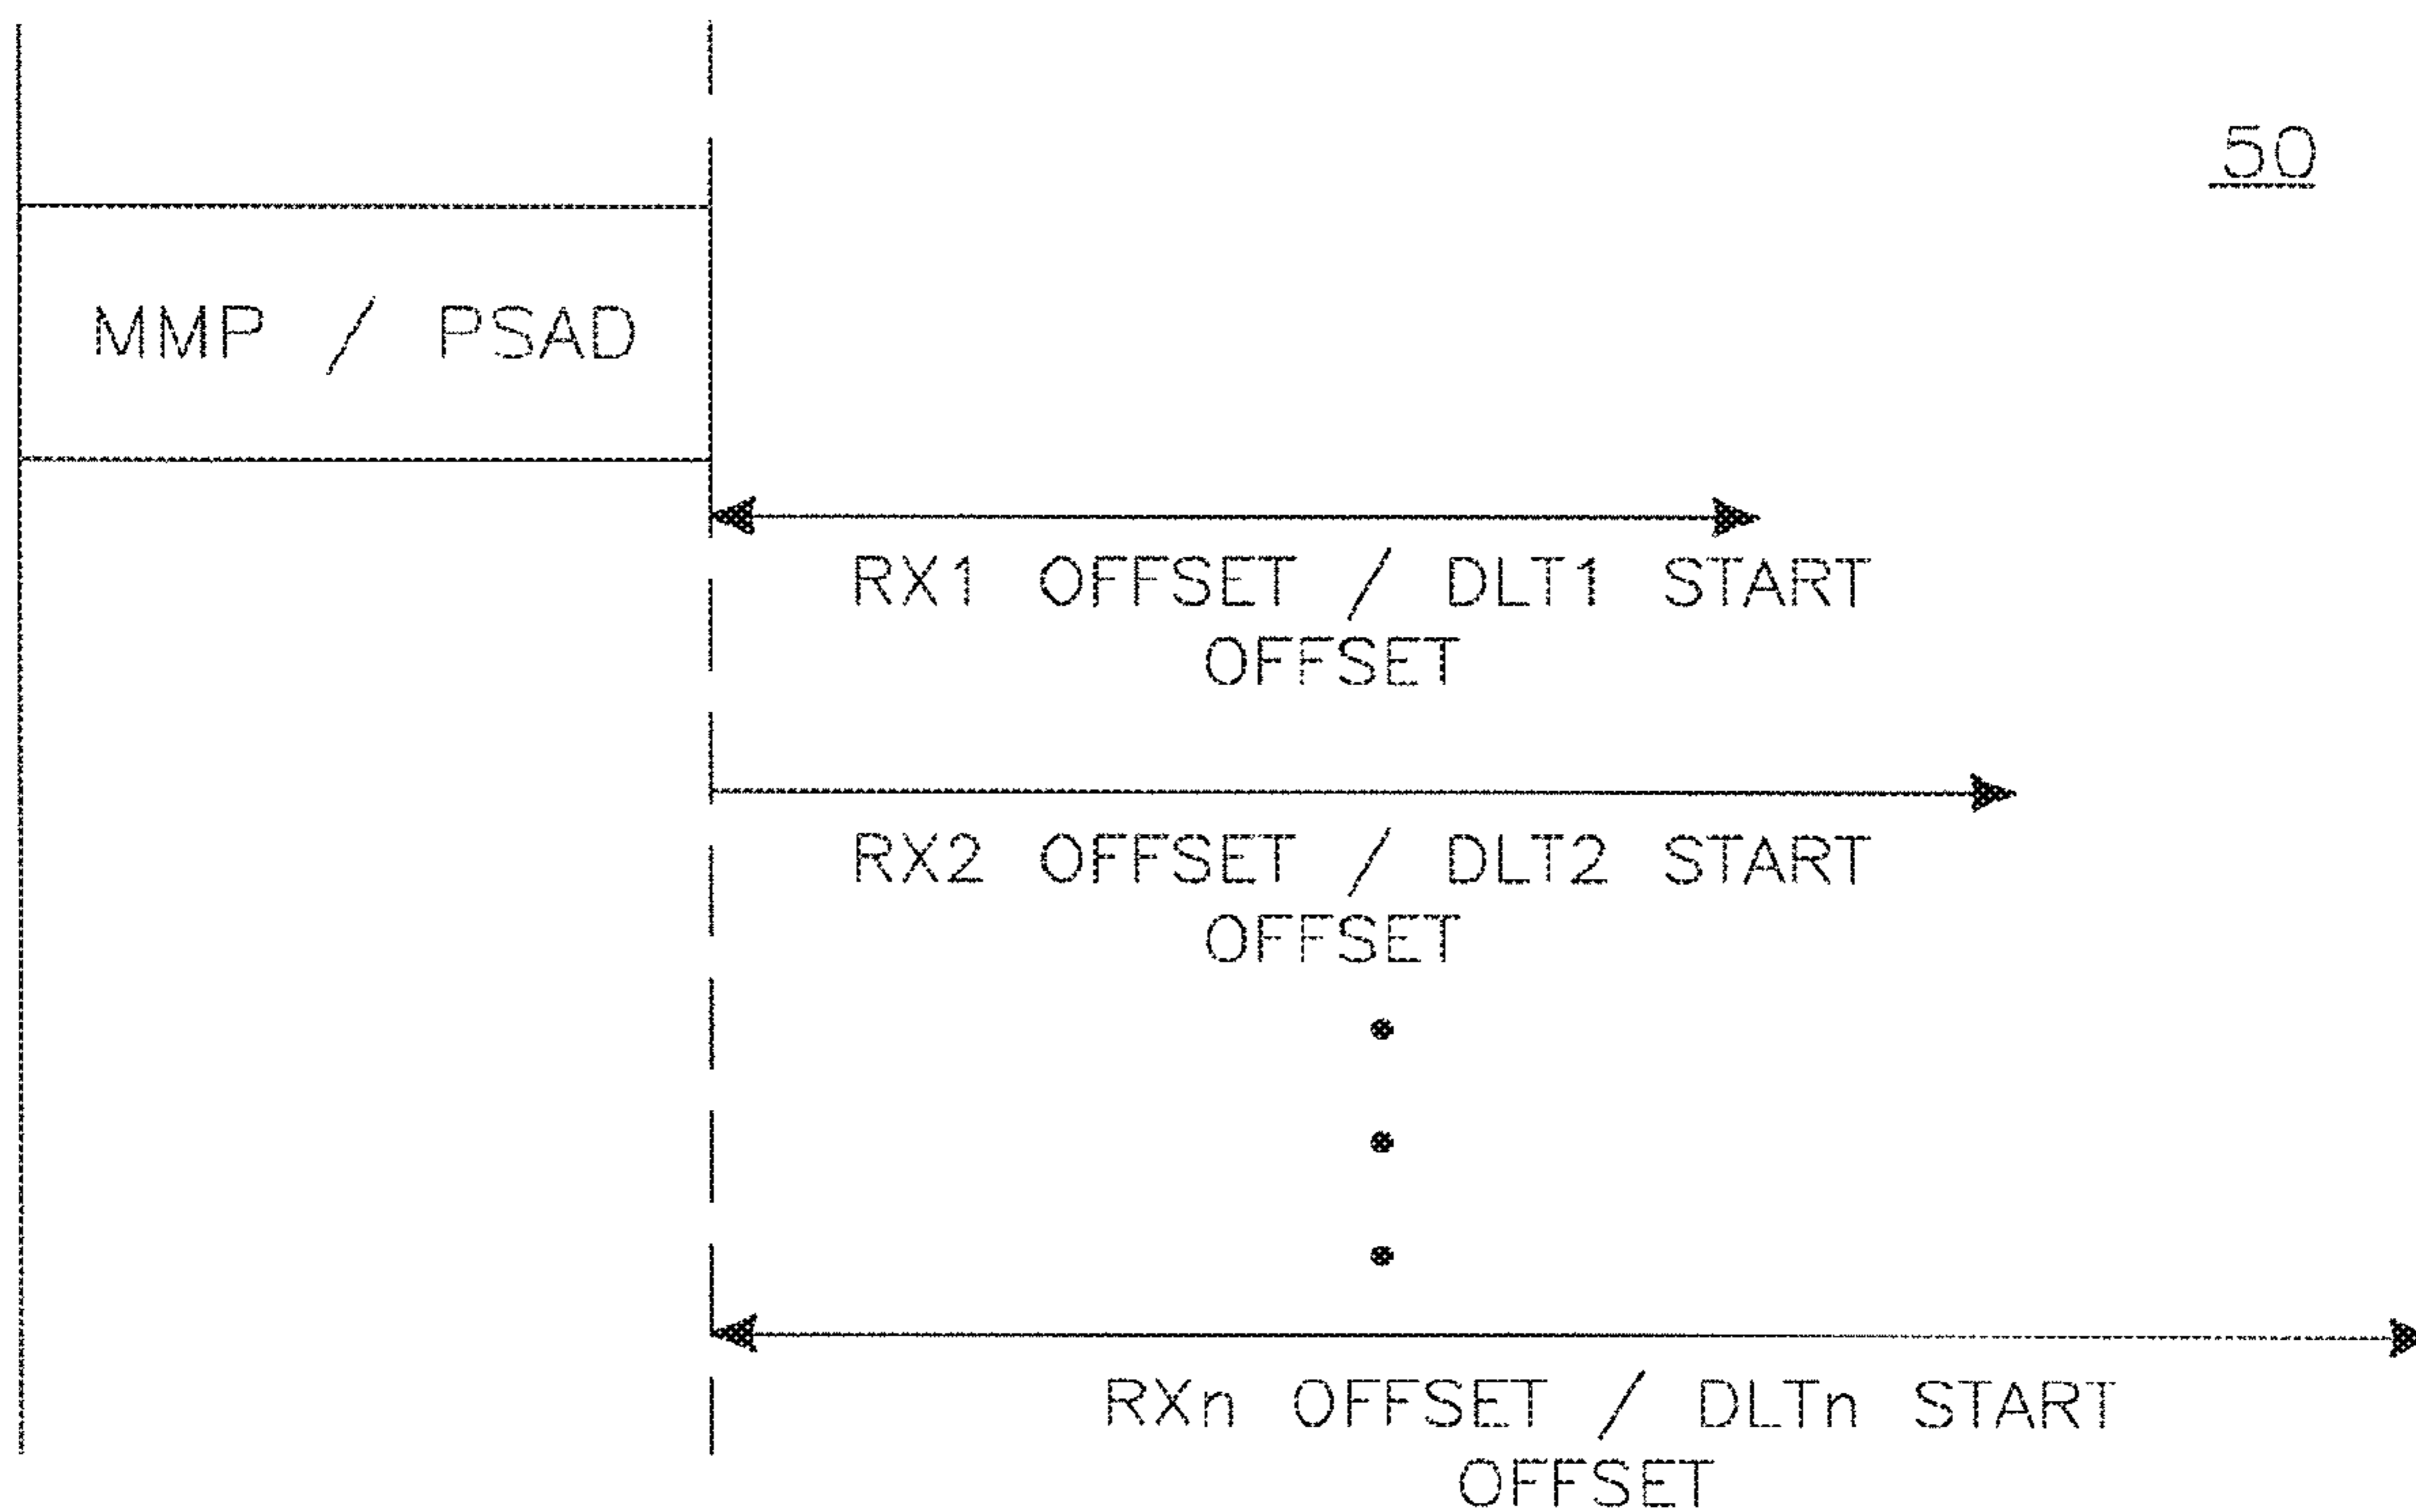 50
MMP / PSAD
RX1 OFFSET / DLT1 START
OFFSET
RX2 OFFSET / DLT2 START
OFFSET
RXn OFFSET / DLTn START
OFFSET